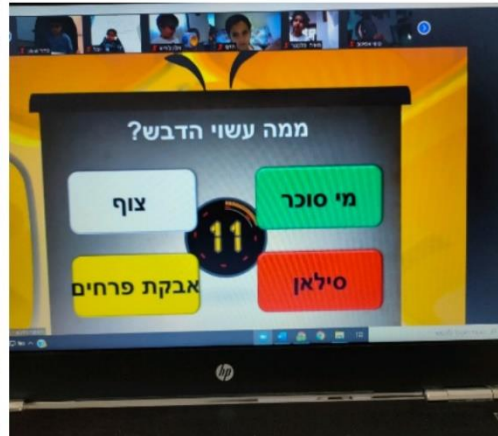 ממה עשוי הדבש?
מי סוכר
צוף
11
סילאן
אבקת פרחים
hp